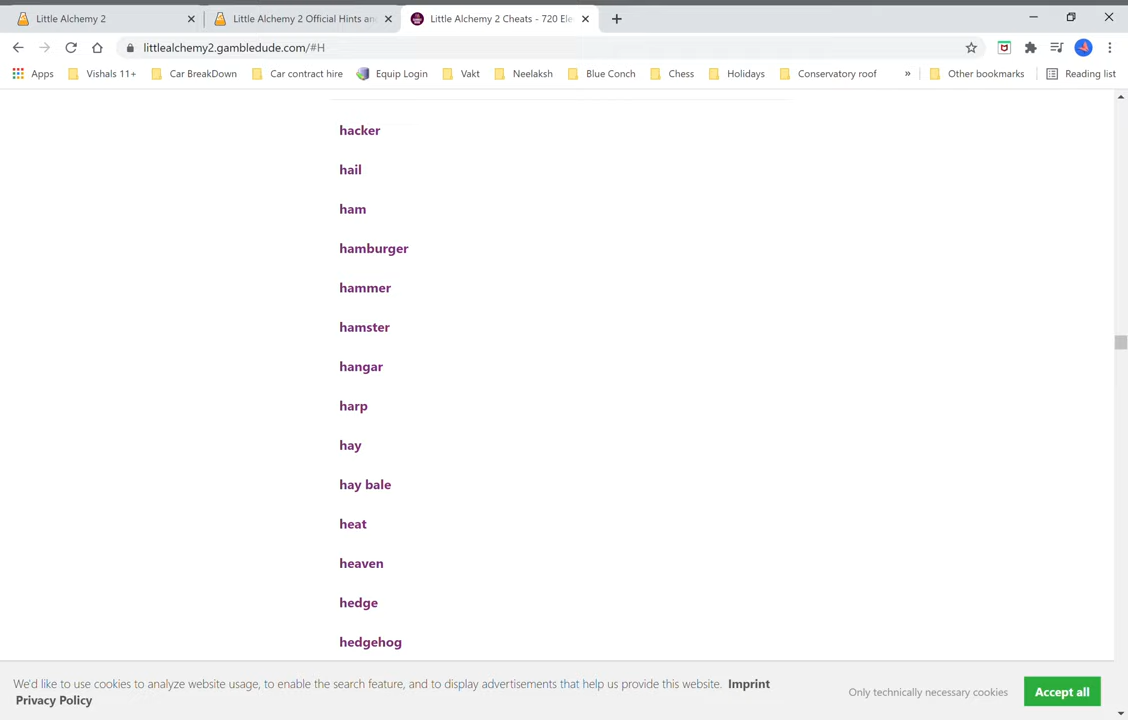 Little Alchemy 2
Little Alchemy 2 Official Hints an
Little Alchemy 2 Cheats - 720 Ele
littlealchemy2.gambledude.com/#H
Apps
Vishals 11+
Car BreakDown
Car contract hire
Equip Login
Vakt
Neelaksh
Blue Conch
Chess
Holidays
Conservatory roof
»
Other bookmarks
Reading list
hacker
hail
ham
hamburger
hammer
hamster
hangar
harp
hay
hay bale
heat
heaven
hedge
hedgehog
We'd like to use cookies to analyze website usage, to enable the search feature, and to display advertisements that help us provide this website. Imprint
Privacy Policy
Only technically necessary cookies
Accept all